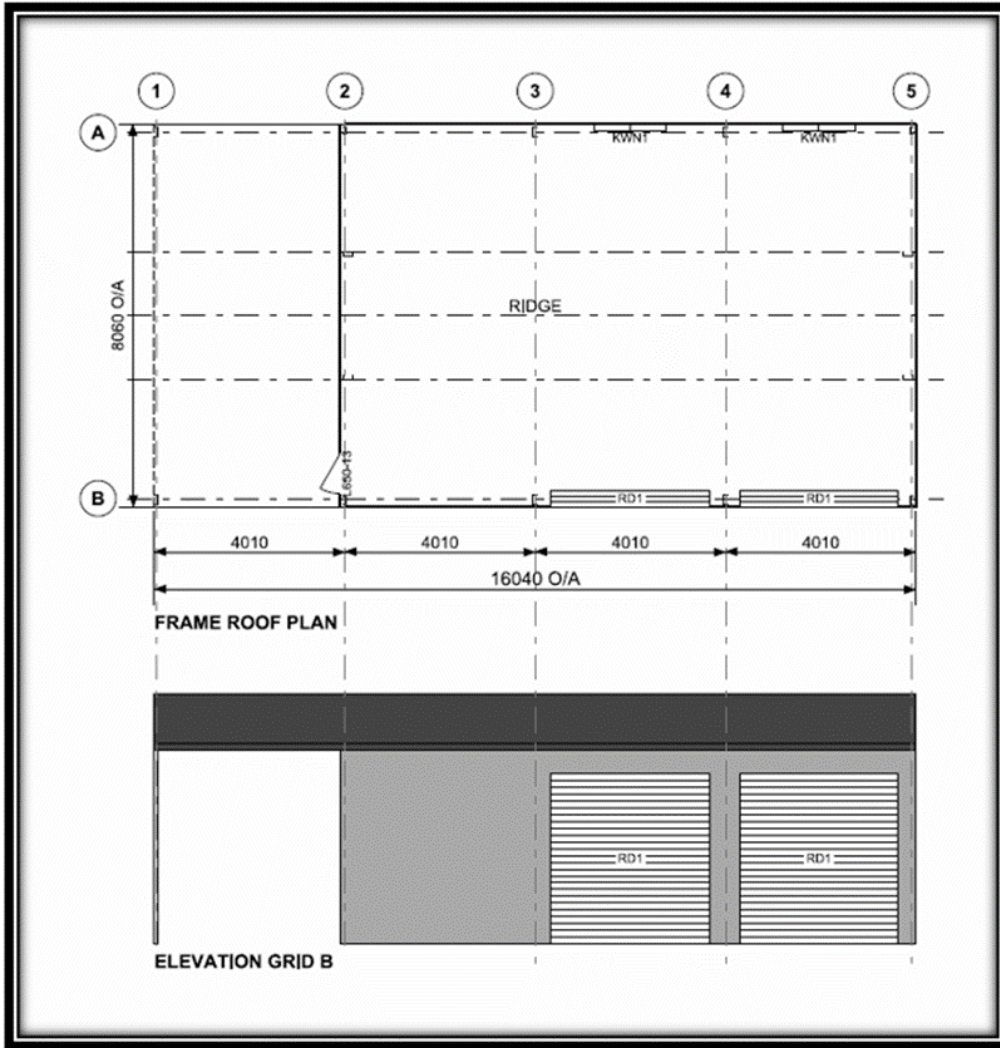 1 2 3 4 5
A
KWN1 KWN1
8060 O/A
RIDGE
650-13
B
RD1 RD1
4010 4010 4010 4010
16040 O/A
FRAME ROOF PLAN
RD1 RD1
ELEVATION GRID B